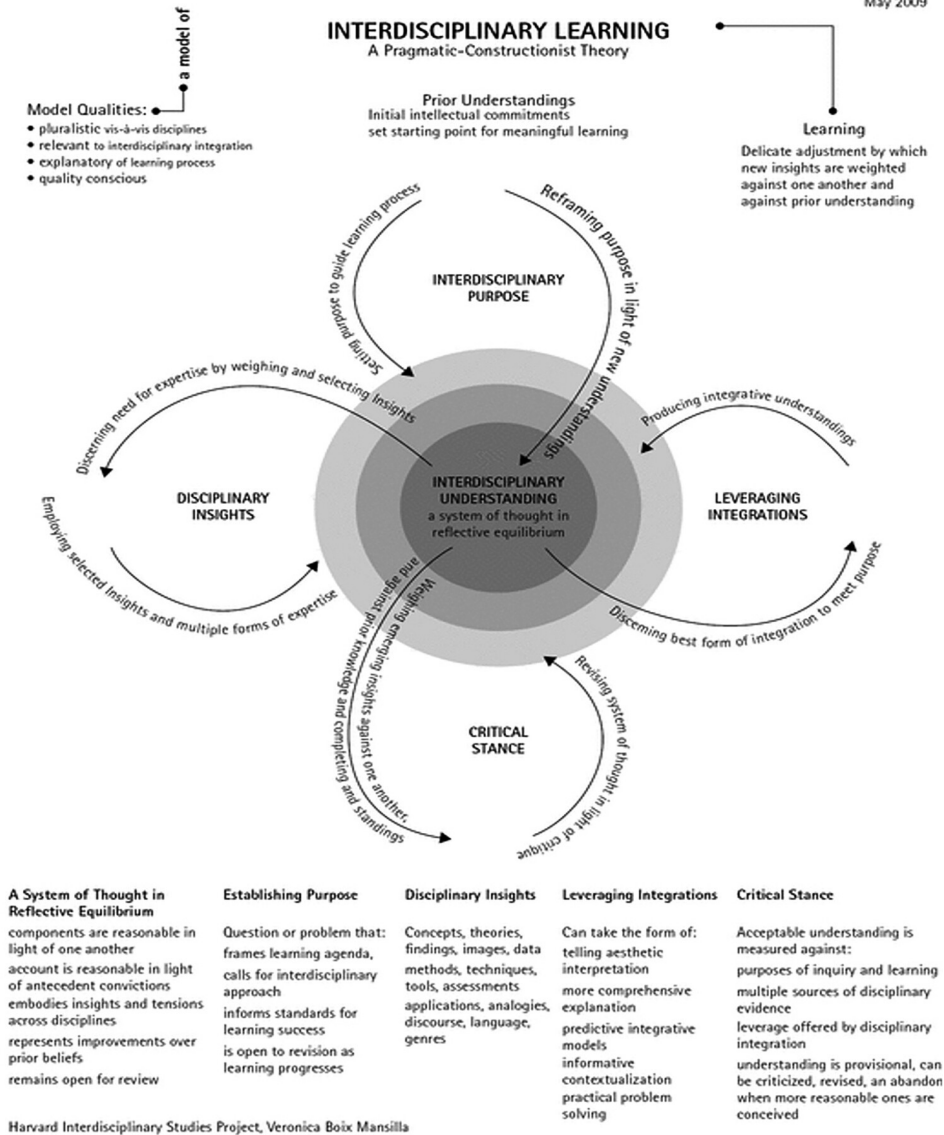 May 2009
a model of
INTERDISCIPLINARY LEARNING
A Pragmatic-Constructionist Theory
Model Qualities:
• pluralistic vis-à-vis disciplines
• relevant to interdisciplinary integration
• explanatory of learning process
• quality conscious
Prior Understandings
Initial intellectual commitments
set starting point for meaningful learning
Learning
Delicate adjustment by which
new insights are weighted
against one another and
against prior understanding
Setting purpose to guide learning process
Reframing purpose in light of new understandings
INTERDISCIPLINARY
PURPOSE
Discerning need for expertise by weighing and selecting Insights
Producing integrative understandings
DISCIPLINARY
INSIGHTS
INTERDISCIPLINARY
UNDERSTANDING
a system of thought in
reflective equilibrium
LEVERAGING
INTEGRATIONS
Employing selected Insights and multiple forms of expertise
Discerning best form of integration to meet purpose
Weighing emerging insights against one another,
and against prior knowledge and completing and standings
CRITICAL
STANCE
Revising system of thought in light of critique
A System of Thought in
Reflective Equilibrium
components are reasonable in
light of one another
account is reasonable in light
of antecedent convictions
embodies insights and tensions
across disciplines
represents improvements over
prior beliefs
remains open for review
Establishing Purpose
Question or problem that:
frames learning agenda,
calls for interdisciplinary
approach
informs standards for
learning success
is open to revision as
learning progresses
Disciplinary Insights
Concepts, theories,
findings, images, data
methods, techniques,
tools, assessments
applications, analogies,
discourse, language,
genres
Leveraging Integrations
Can take the form of:
telling aesthetic
interpretation
more comprehensive
explanation
predictive integrative
models
informative
contextualization
practical problem
solving
Critical Stance
Acceptable understanding is
measured against:
purposes of inquiry and learning
multiple sources of disciplinary
evidence
leverage offered by disciplinary
integration
understanding is provisional, can
be criticized, revised, an abandon
when more reasonable ones are
conceived
Harvard Interdisciplinary Studies Project, Veronica Boix Mansilla